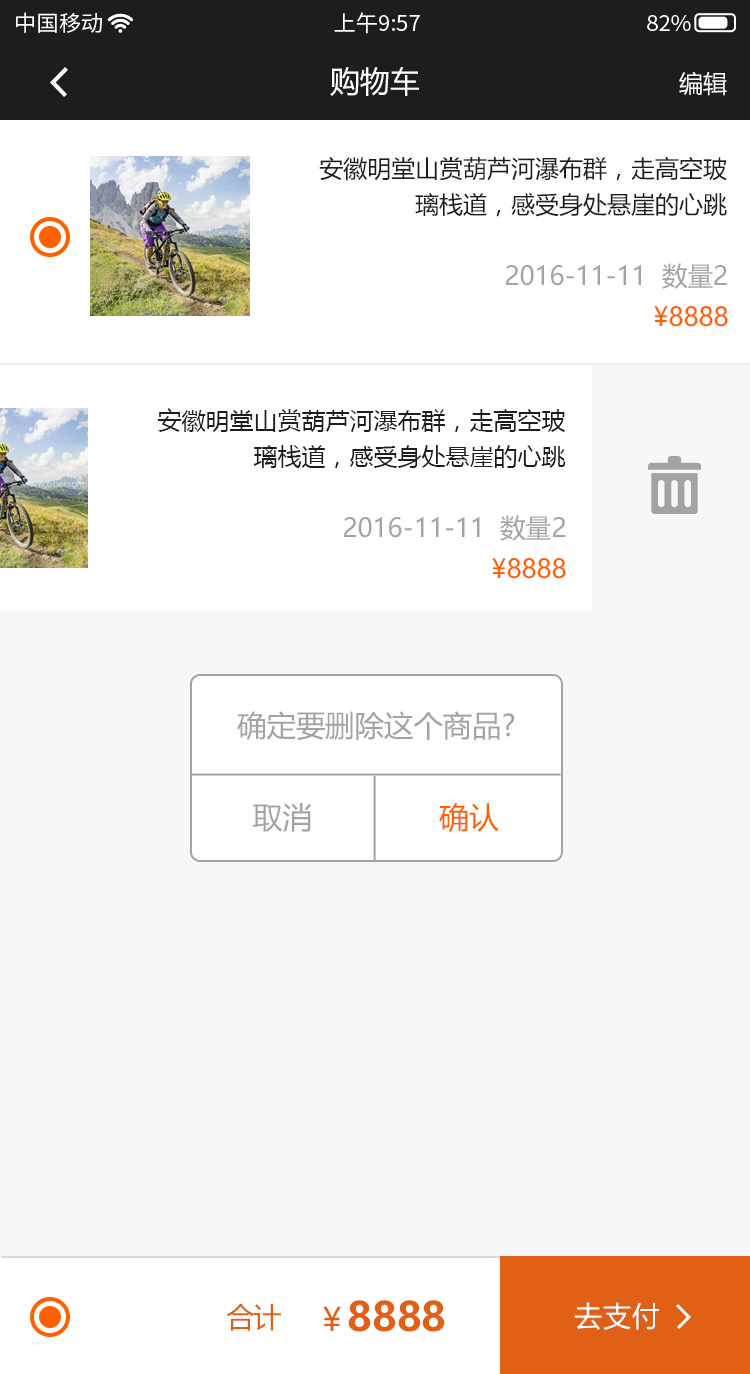 中国移动 上午9:57 82%
购物车 编辑
安徽明堂山赏葫芦河瀑布群，走高空玻
璃栈道，感受身处悬崖的心跳
2016-11-11 数量2
¥8888
安徽明堂山赏葫芦河瀑布群，走高空玻
璃栈道，感受身处悬崖的心跳
2016-11-11 数量2
¥8888
确定要删除这个商品?
取消 确认
合计 ¥8888 去支付